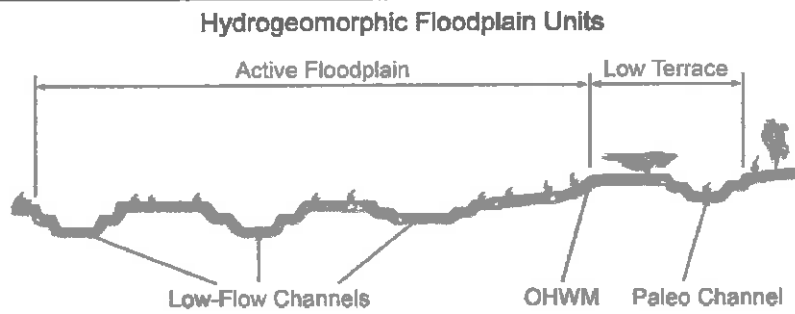 Hydrogeomorphic Floodplain Units
Active Floodplain
Low Terrace
Low-Flow Channels
OHWM
Paleo Channel